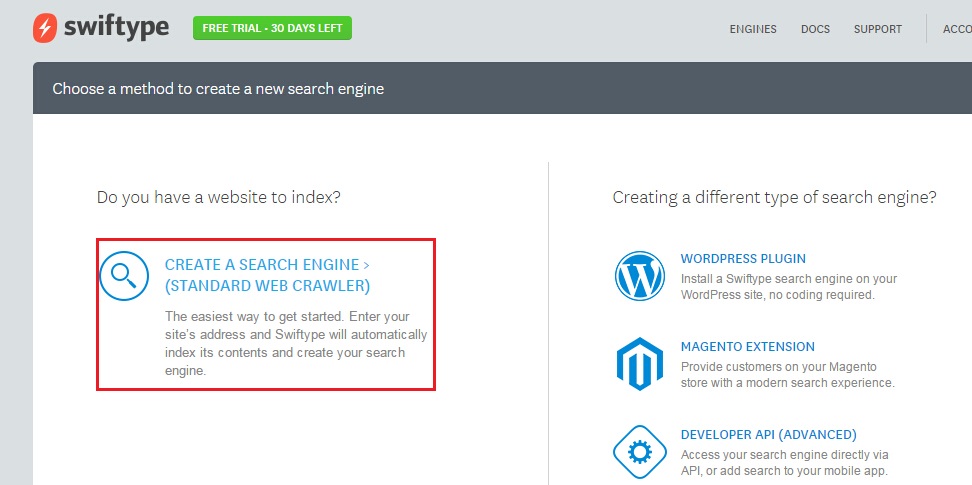 swiftype
FREE TRIAL - 30 DAYS LEFT
ENGINES
DOCS
SUPPORT
ACCO
Choose a method to create a new search engine
Do you have a website to index?
CREATE A SEARCH ENGINE ›
(STANDARD WEB CRAWLER)
The easiest way to get started. Enter your
site's address and Swiftype will automatically
index its contents and create your search
engine.
Creating a different type of search engine?
WORDPRESS PLUGIN
Install a Swiftype search engine on your
WordPress site, no coding required.
MAGENTO EXTENSION
Provide customers on your Magento
store with a modern search experience.
DEVELOPER API (ADVANCED)
Access your search engine directly via
API, or add search to your mobile app.